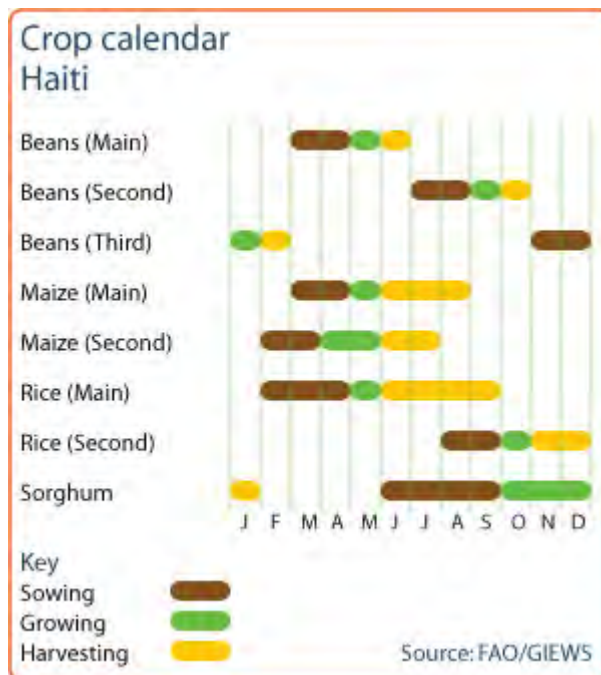 Crop calendar
Haiti
Beans (Main)
Beans (Second)
Beans (Third)
Maize (Main)
Maize (Second)
Rice (Main)
Rice (Second)
Sorghum
J F M A M J J A S O N D
Key
Sowing
Growing
Harvesting
Source: FAO/GIEWS